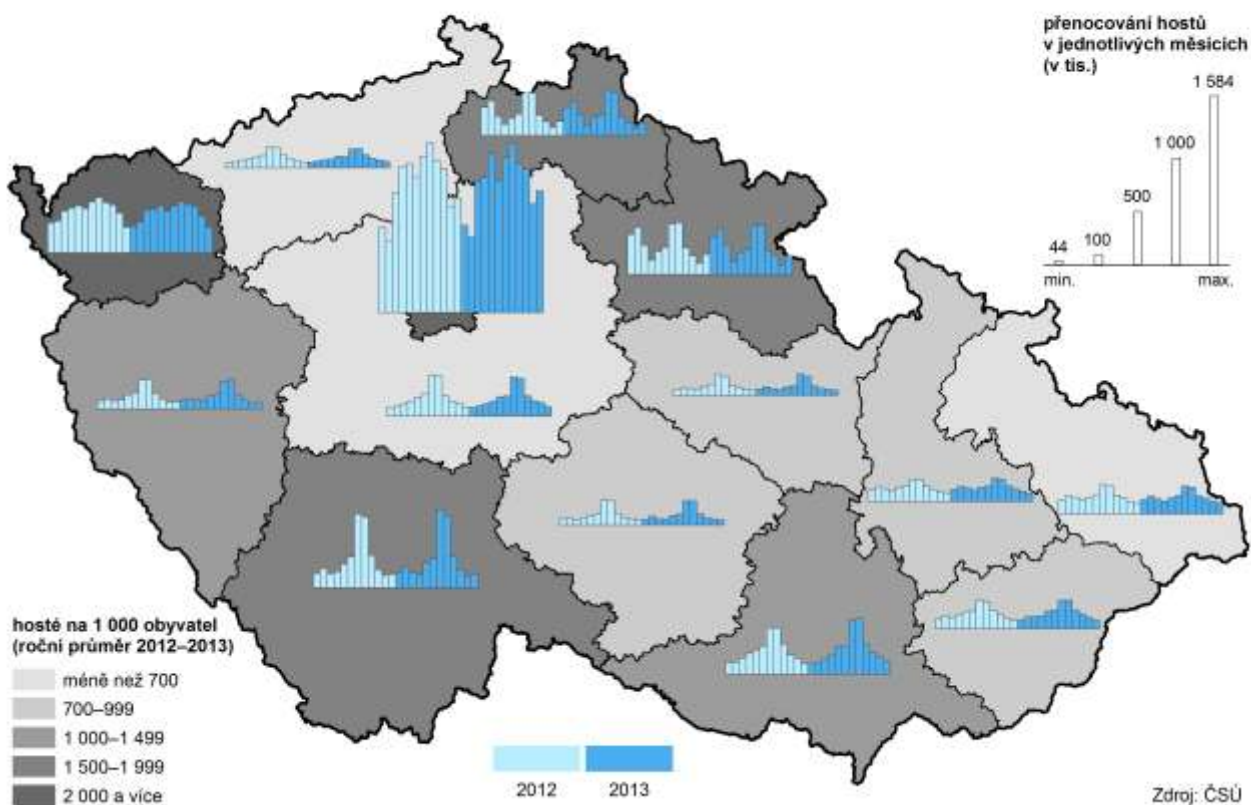 přenocování hostů
v jednotlivých měsících
(v tis.)
1 584
1 000
500
100
44
min.
max.
hosté na 1 000 obyvatel
(roční průměr 2012–2013)
méně než 700
700–999
1 000–1 499
1 500–1 999
2 000 a více
2012
2013
Zdroj: ČSÚ